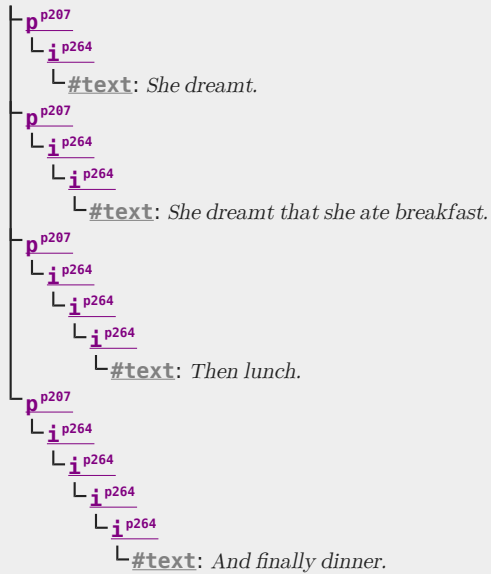 p p207
i p264
#text: She dreamt.
p p207
i p264
i p264
#text: She dreamt that she ate breakfast.
p p207
i p264
i p264
i p264
#text: Then lunch.
p p207
i p264
i p264
i p264
i p264
#text: And finally dinner.